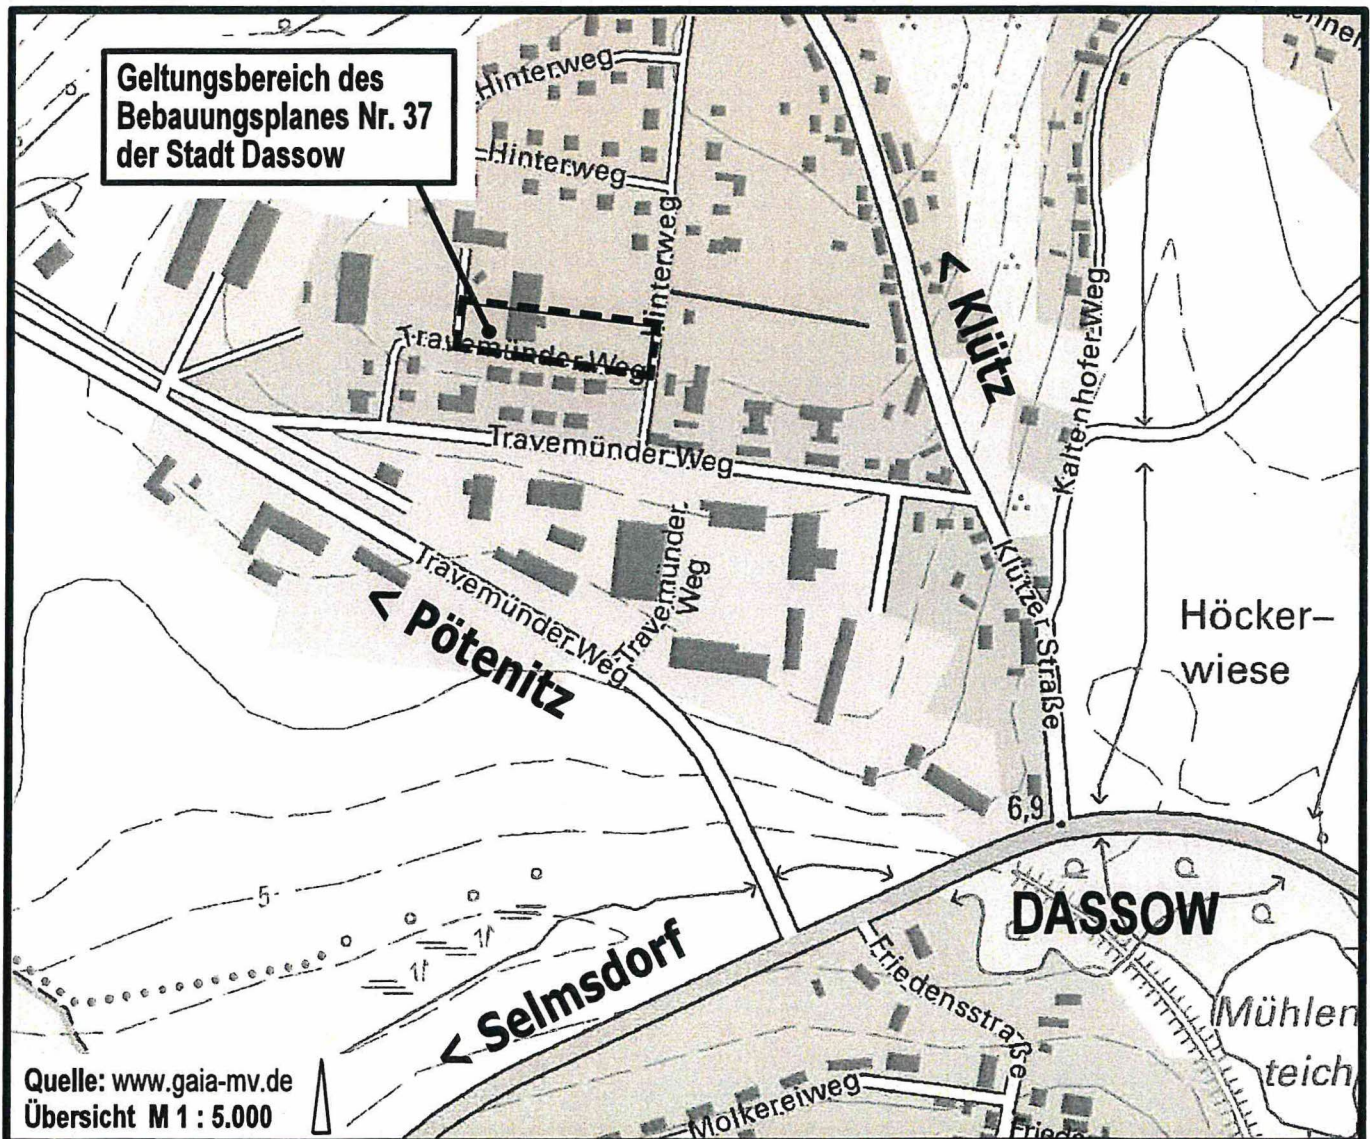 Geltungsbereich des
Bebauungsplanes Nr. 37
der Stadt Dassow
Hinterweg
Hinterweg
Hinterweg
< Klütz
Kaltenhofer Weg
Travemünder Weg
Travemünder Weg
Travemünder
Weg
Travemünder Weg
Travemünder Weg
< Pötenitz
Klützer Straße
Höcker-
wiese
6,9
5
DASSOW
< Selmsdorf
Friedensstraße
Mühlen
teich
Molkereiweg
Quelle: www.gaia-mv.de
Übersicht M 1 : 5.000